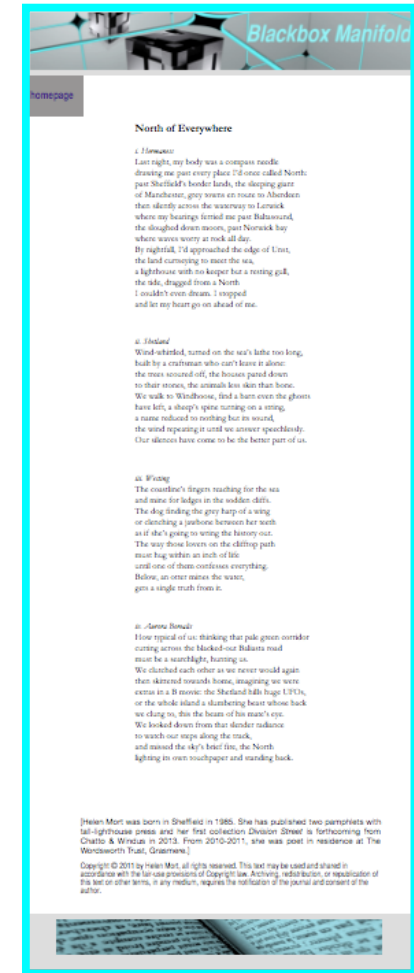 Blackbox Manifold
homepage
North of Everywhere
i. Hermaness
Last night, my body was a compass needle
drawing me past every place I'd once called North:
past Sheffield's border lands, the sleeping giant
of Manchester, grey towns en route to Aberdeen
then silently across the waterway to Lerwick
where my bearings ferried me past Baltasound,
the sloughed down moors, past Norwick bay
where waves worry at rock all day.
By nightfall, I'd approached the edge of Unst,
the land curtseying to meet the sea,
a lighthouse with no keeper but a resting gull,
the tide, dragged from a North
I couldn't even dream. I stopped
and let my heart go on ahead of me.
ii. Shetland
Wind-whittled, turned on the sea's lathe too long,
built by a craftsman who can't leave it alone:
the trees scoured off, the houses pared down
to their stones, the animals less skin than bone.
We walk to Windhouse, find a barn even the ghosts
have left; a sheep's spine turning on a string,
a name reduced to nothing but its sound,
the wind repeating it until we answer speechlessly.
Our silences have come to be the better part of us.
iii. Westing
The coastline's fingers reaching for the sea
and mine for ledges in the sodden cliffs.
The dog finding the grey harp of a wing
or clenching a jawbone between her teeth
as if she's going to wring the history out.
The way those lovers on the clifftop path
must hug within an inch of life
until one of them confesses everything.
Below, an otter mines the water,
gets a single truth from it.
iv. Aurora Borealis
How typical of us: thinking that pale green corridor
cutting across the blacked-out Baliasta road
must be a searchlight, hunting us.
We clutched each other as we never would again
then skittered towards home, imagining we were
extras in a B movie: the Shetland hills huge UFOs,
or the whole island a slumbering beast whose back
we clung to, this the beam of his mate's eye.
We looked down from that slender radiance
to watch our steps along the track,
and missed the sky's brief fire, the North
lighting its own touchpaper and standing back.
[Helen Mort was born in Sheffield in 1985. She has published two pamphlets with
tall-lighthouse press and her first collection Division Street is forthcoming from
Chatto & Windus in 2013. From 2010-2011, she was poet in residence at The
Wordsworth Trust, Grasmere.]
Copyright © 2011 by Helen Mort, all rights reserved. This text may be used and shared in
accordance with the fair-use provisions of Copyright law. Archiving, redistribution, or republication of
this text on other terms, in any medium, requires the notification of the journal and consent of the
author.